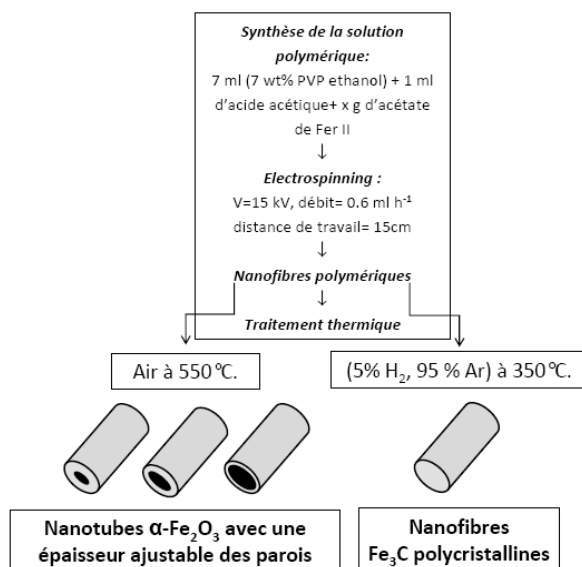 Synthèse de la solution
polymérique:
7 ml (7 wt% PVP ethanol) + 1 ml
d'acide acétique+ x g d'acétate
de Fer II
↓
Electrospinning :
V=15 kV, débit= 0.6 ml h⁻¹
distance de travail= 15cm
↓
Nanofibres polymériques
↓
Traitement thermique
Air à 550°C.
(5% H₂, 95 % Ar) à 350°C.
Nanotubes α-Fe₂O₃ avec une
épaisseur ajustable des parois
Nanofibres
Fe₃C polycristallines